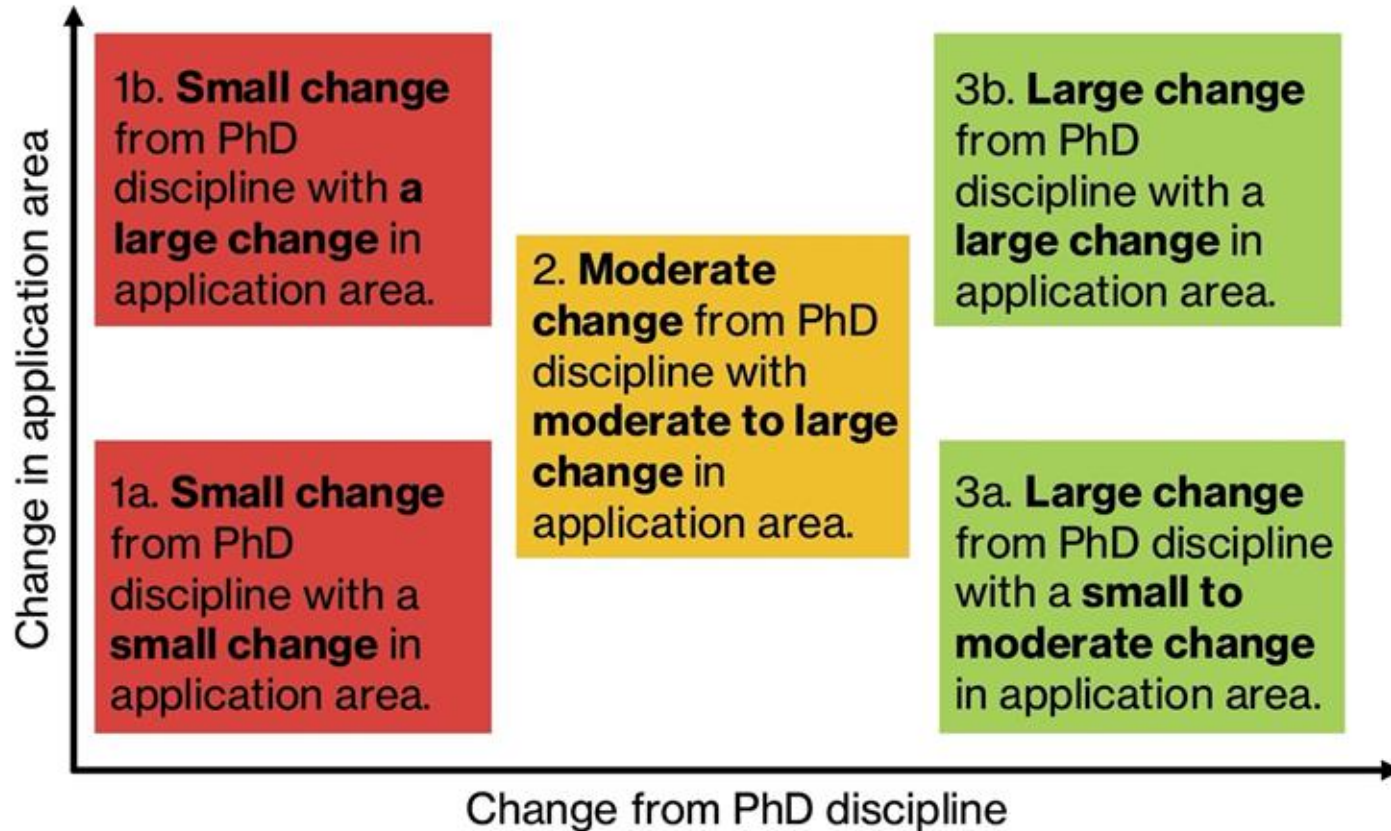 Change in application area
1b. Small change
from PhD
discipline with a
large change in
application area.
3b. Large change
from PhD
discipline with a
large change in
application area.
2. Moderate
change from PhD
discipline with
moderate to large
change in
application area.
1a. Small change
from PhD
discipline with a
small change in
application area.
3a. Large change
from PhD discipline
with a small to
moderate change
in application area.
Change from PhD discipline